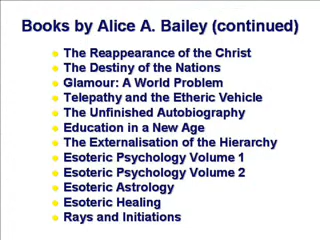 Books by Alice A. Bailey (continued)
The Reappearance of the Christ
The Destiny of the Nations
Glamour: A World Problem
Telepathy and the Etheric Vehicle
The Unfinished Autobiography
Education in a New Age
The Externalisation of the Hierarchy
Esoteric Psychology Volume 1
Esoteric Psychology Volume 2
Esoteric Astrology
Esoteric Healing
Rays and Initiations